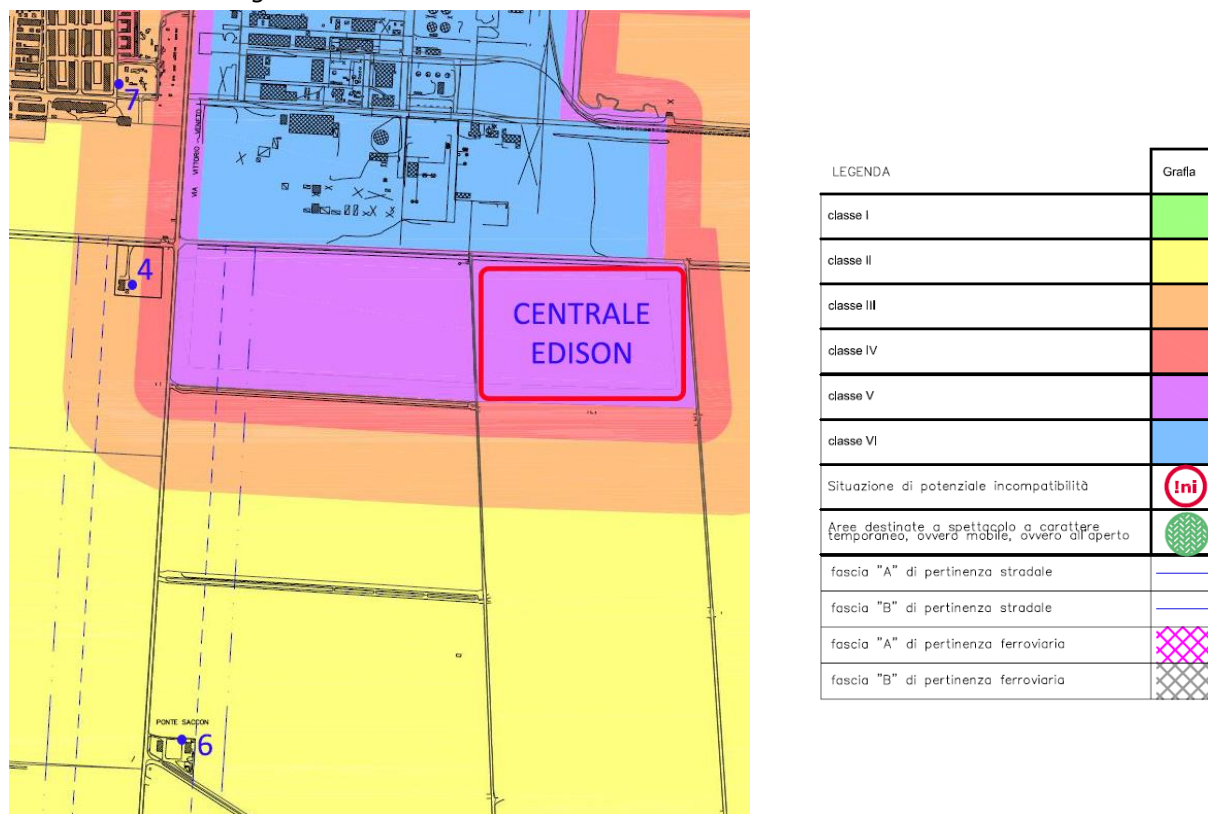 7
7
VIA VITTORIO VENETO
4
CENTRALE
EDISON
PONTE SACCON
6
LEGENDA Grafia
classe I
classe II
classe III
classe IV
classe V
classe VI
Situazione di potenziale incompatibilità !ni
Aree destinate a spettacolo a carattere
temporaneo, ovvero mobile, ovvero all'aperto
fascia "A" di pertinenza stradale
fascia "B" di pertinenza stradale
fascia "A" di pertinenza ferroviaria
fascia "B" di pertinenza ferroviaria